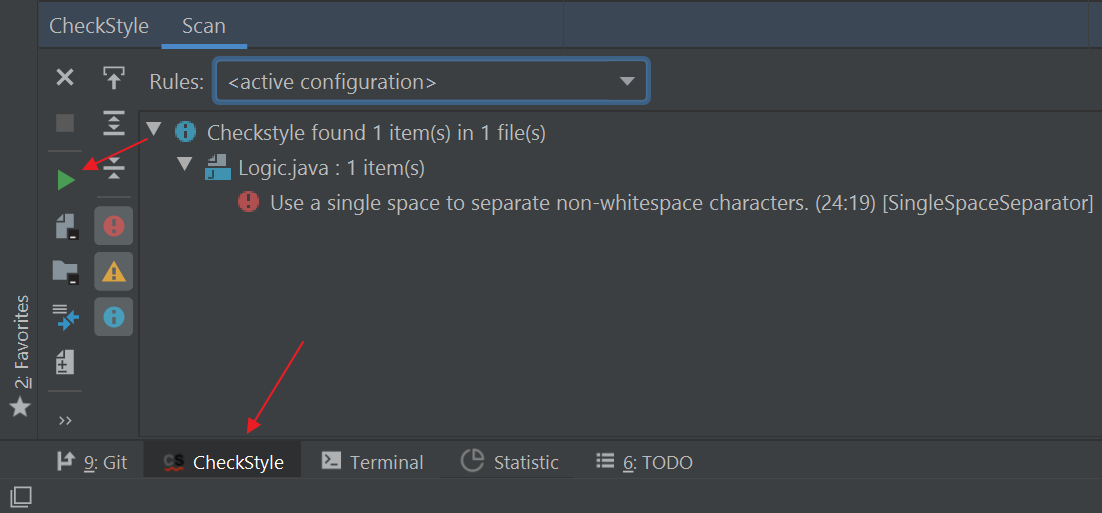 CheckStyle Scan
Rules: <active configuration>
Checkstyle found 1 item(s) in 1 file(s)
Logic.java : 1 item(s)
Use a single space to separate non-whitespace characters. (24:19) [SingleSpaceSeparator]
2: Favorites
9: Git CS CheckStyle Terminal Statistic 6: TODO